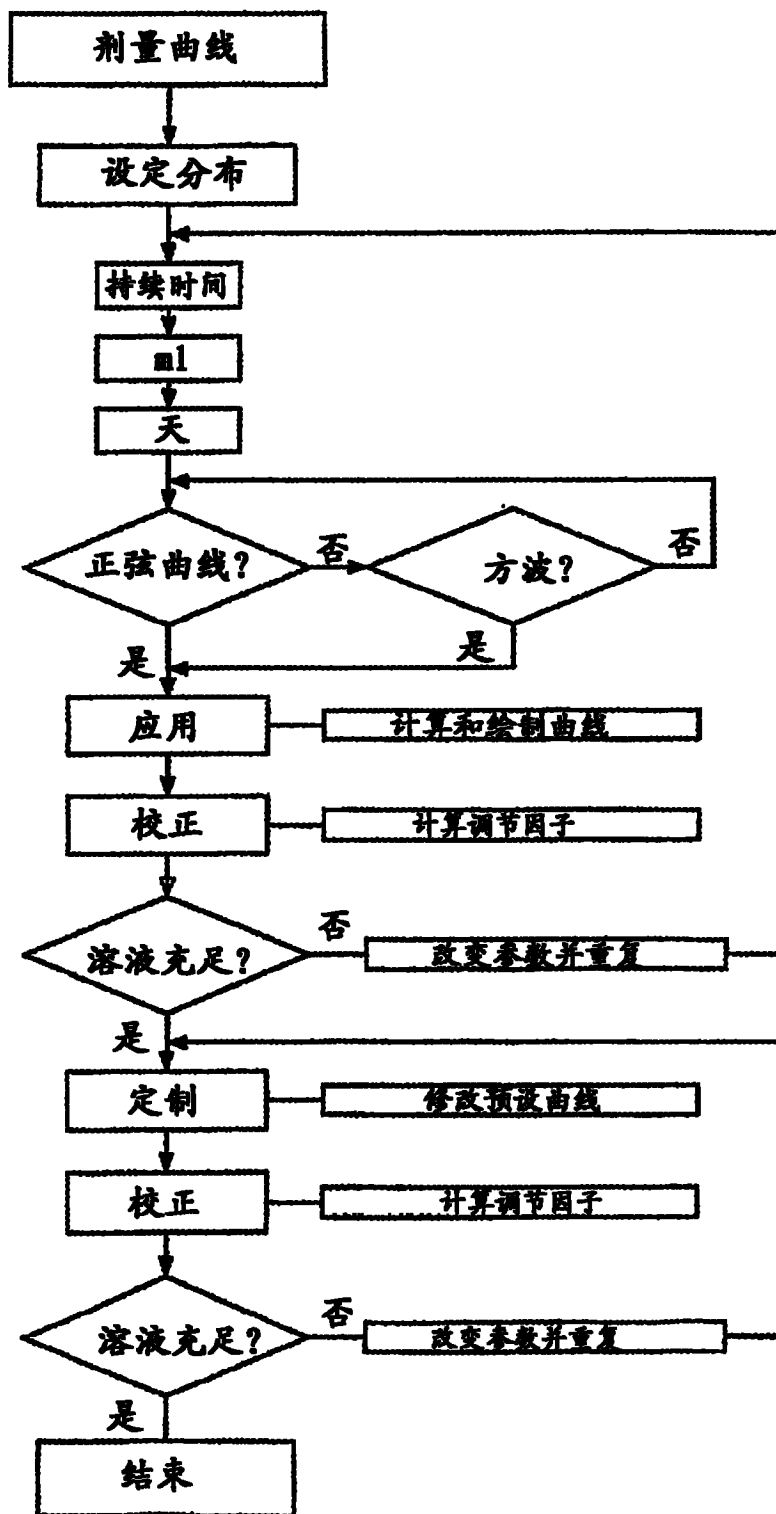 剂量曲线
设定分布
持续时间
ml
天
正弦曲线?
否
方波?
否
是
是
应用
计算和绘制曲线
校正
计算调节因子
溶液充足?
否
改变参数并重复
是
定制
修改预设曲线
校正
计算调节因子
溶液充足?
否
改变参数并重复
是
结束